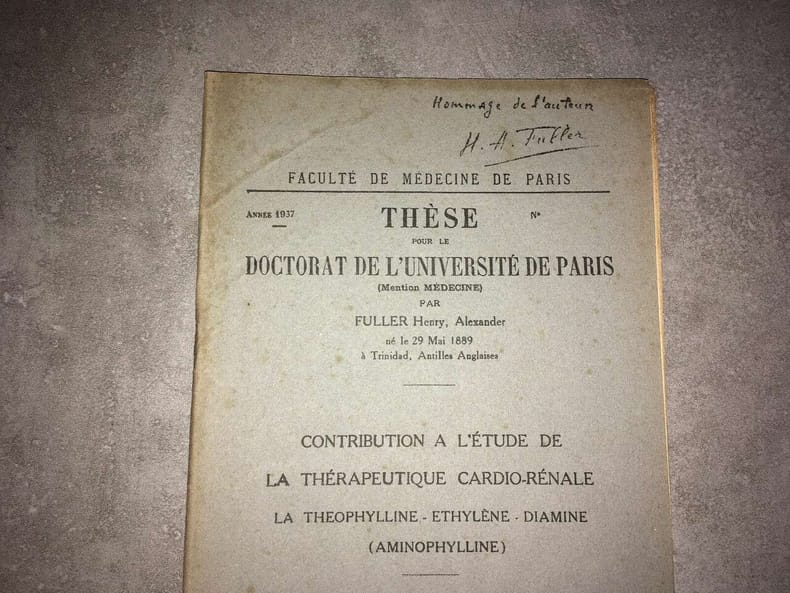 Hommage de l'auteur
H. A. Fuller
FACULTÉ DE MÉDECINE DE PARIS
ANNÉE 1937 THÈSE N°
POUR LE
DOCTORAT DE L'UNIVERSITÉ DE PARIS
(Mention MÉDECINE)
PAR
FULLER Henry, Alexander
né le 29 Mai 1889
à Trinidad, Antilles Anglaises
CONTRIBUTION A L'ÉTUDE DE
LA THÉRAPEUTIQUE CARDIO-RÉNALE
LA THEOPHYLLINE - ETHYLÈNE - DIAMINE
(AMINOPHYLLINE)